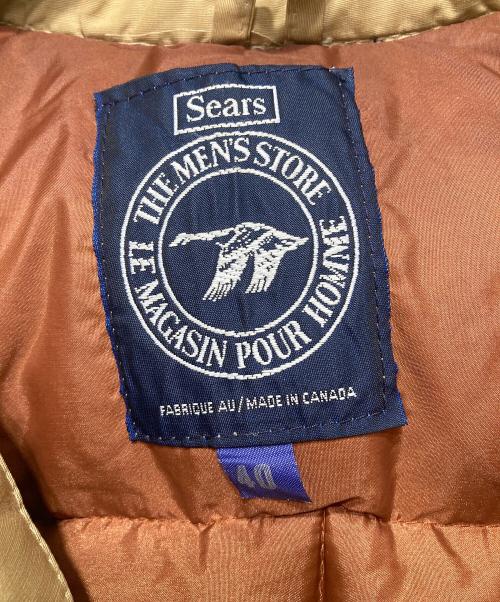 Sears
THE MEN'S STORE
LE MAGASIN POUR HOMME
FABRIQUE AU/MADE IN CANADA
40